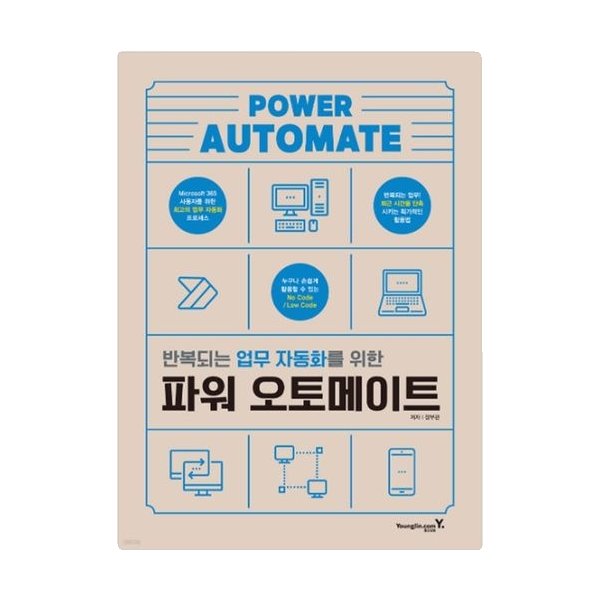 POWER
AUTOMATE
Microsoft 365
사용자를 위한
최고의 업무 자동화
프로세스
반복되는 업무!
퇴근 시간을 단축
시키는 획기적인
활용법
누구나 손쉽게
활용할 수 있는
No Code
/ Low Code
반복되는 업무 자동화를 위한
파워 오토메이트
저자 |
Youngjin.com Y.